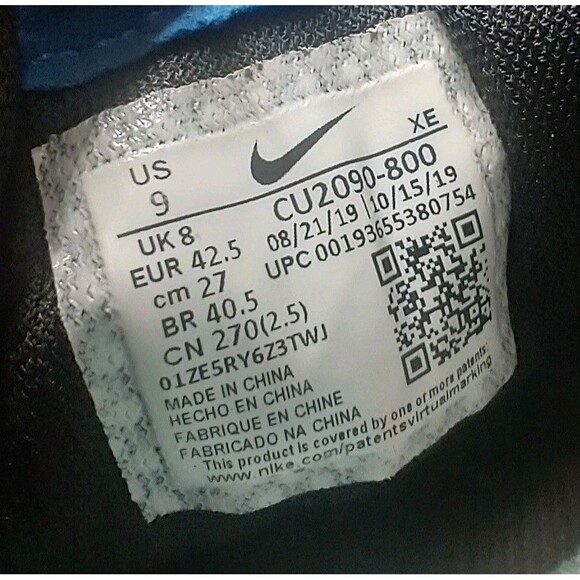 US
9
XE
UK 8
EUR 42.5
cm 27
BR 40.5
CN 270(2.5)
01ZE5RY6Z3TWJ
CU2090-800
08/21/19 10/15/19
UPC 00193655380754
MADE IN CHINA
HECHO EN CHINA
FABRIQUE EN CHINE
FABRICADO NA CHINA
This product is covered by one or more patents:
www.nike.com/patentsvirtualmarking